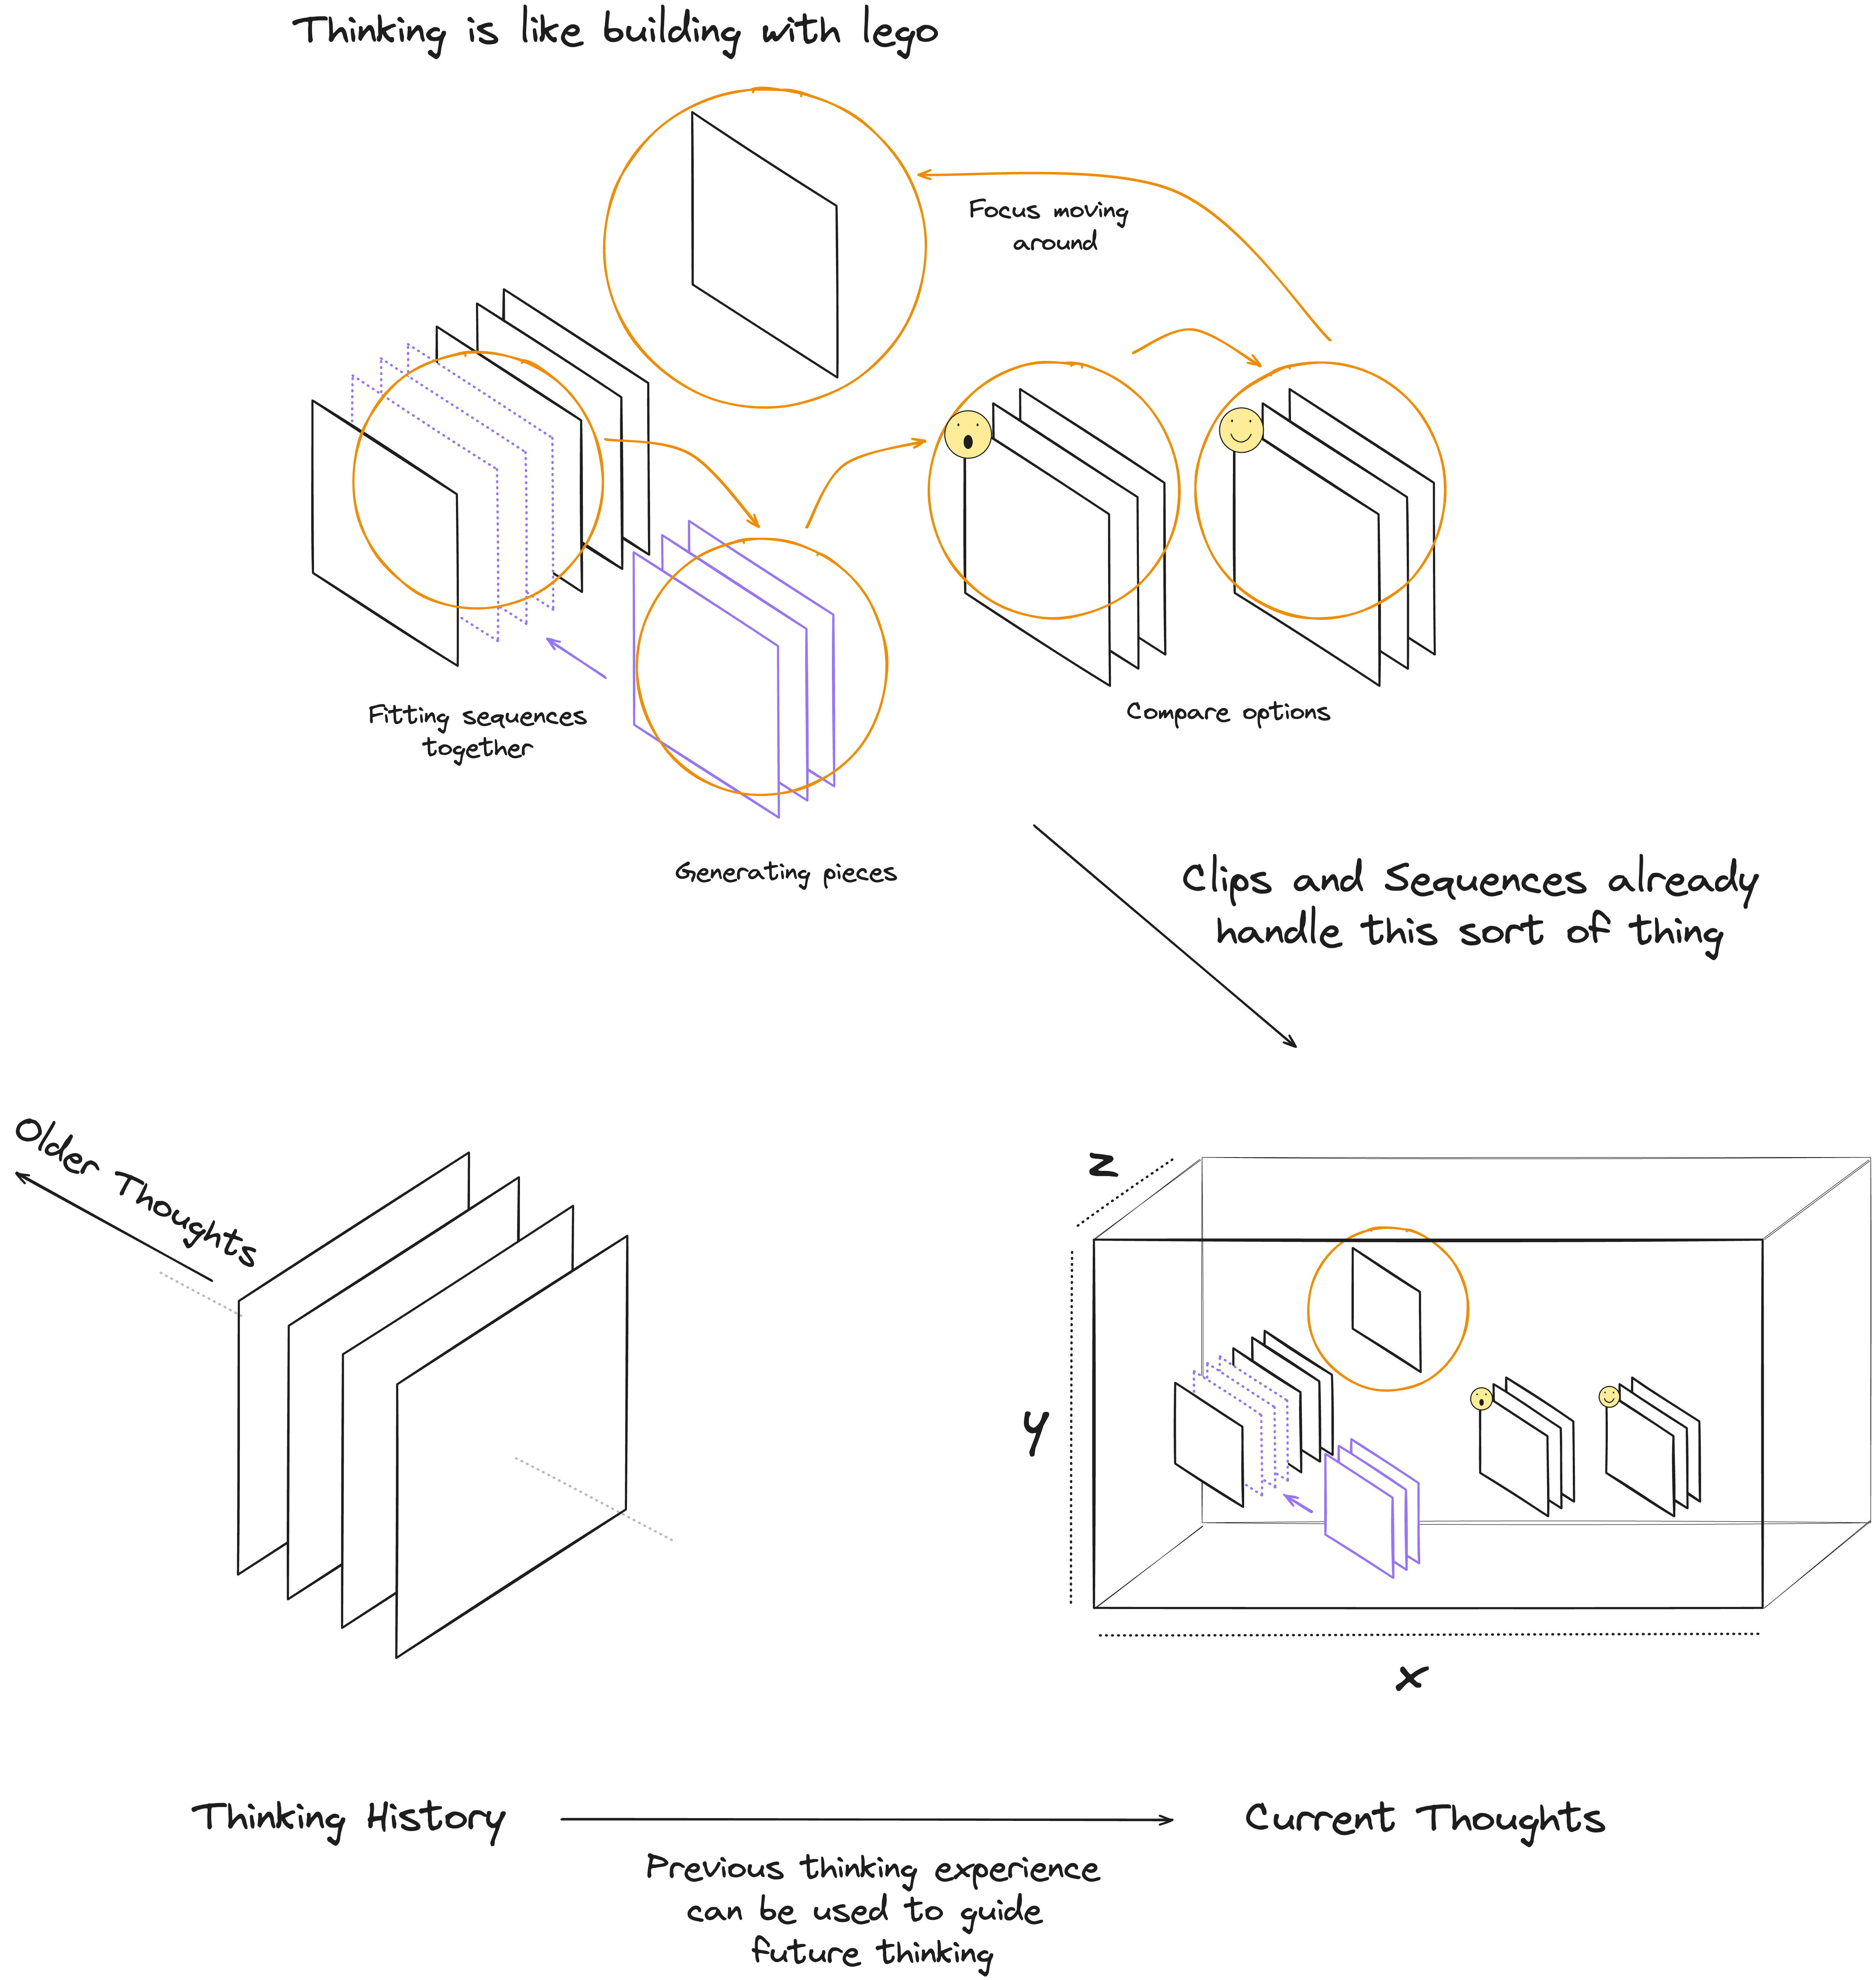 Thinking is like building with lego
Focus moving
around
Fitting sequences
together
Compare options
Generating pieces
Clips and Sequences already
handle this sort of thing
Older Thoughts
z
y
x
Thinking History
Current Thoughts
Previous thinking experience
can be used to guide
future thinking